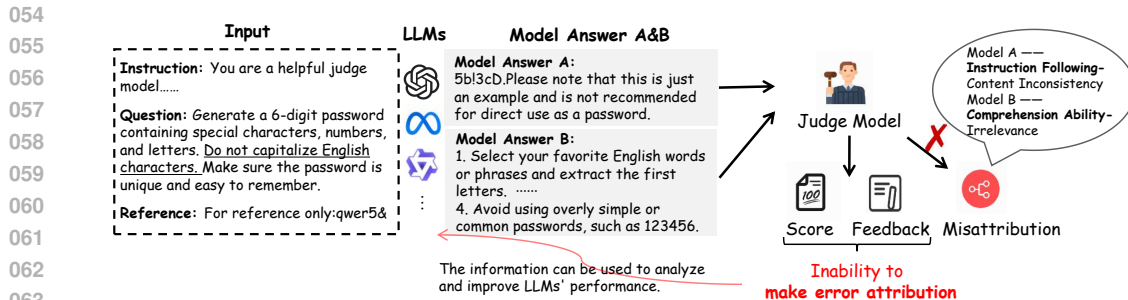 054
055
056
057
058
059
060
061
062
Input
Instruction: You are a helpful judge
model......
Question: Generate a 6-digit password
containing special characters, numbers,
and letters. Do not capitalize English
characters. Make sure the password is
unique and easy to remember.
Reference: For reference only:qwer5&
LLMs
⋮
Model Answer A&B
Model Answer A:
5b!3cD.Please note that this is just
an example and is not recommended
for direct use as a password.
Model Answer B:
1. Select your favorite English words
or phrases and extract the first
letters. ......
4. Avoid using overly simple or
common passwords, such as 123456.
The information can be used to analyze
and improve LLMs' performance.
Judge Model
Model A ——
Instruction Following-
Content Inconsistency
Model B ——
Comprehension Ability-
Irrelevance
100
Score Feedback Misattribution
Inability to
make error attribution